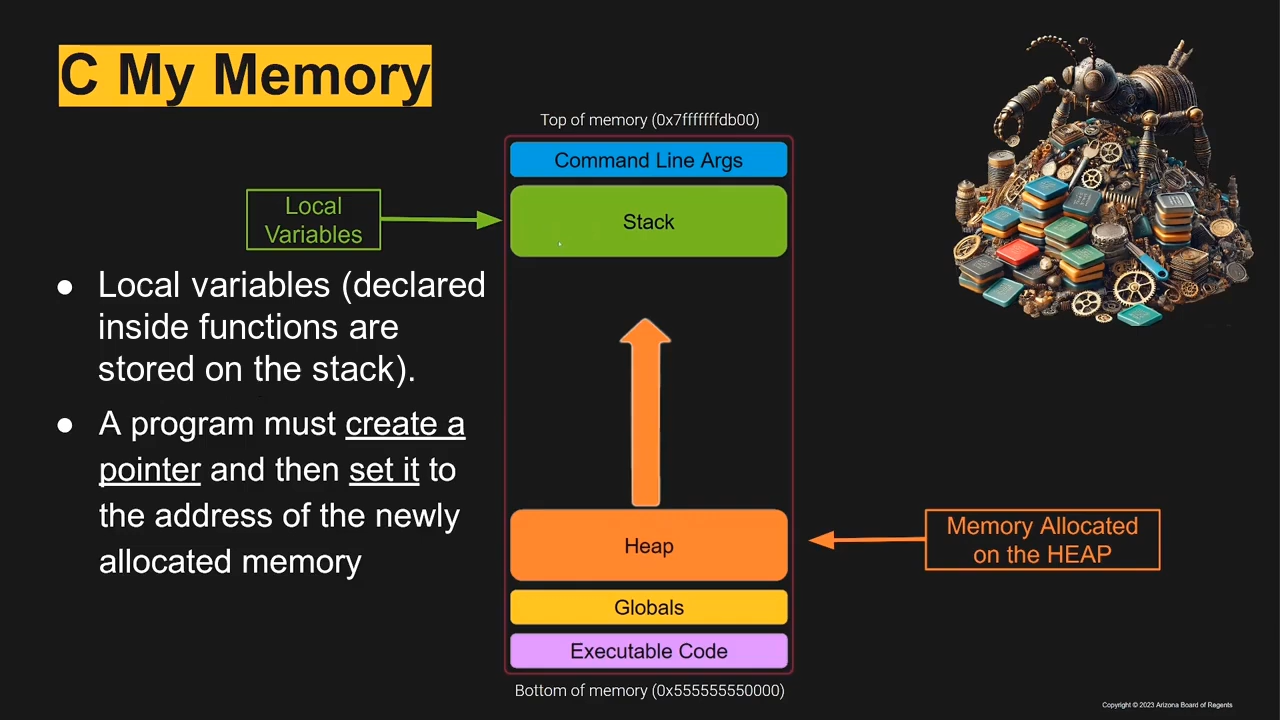 C My Memory
Top of memory (0x7fffffffdb00)
Command Line Args
Local
Variables
Stack
● Local variables (declared
inside functions are
stored on the stack).
● A program must create a
pointer and then set it to
the address of the newly
allocated memory
Heap
Memory Allocated
on the HEAP
Globals
Executable Code
Bottom of memory (0x555555550000)
Copyright © 2023 Arizona Board of Regents